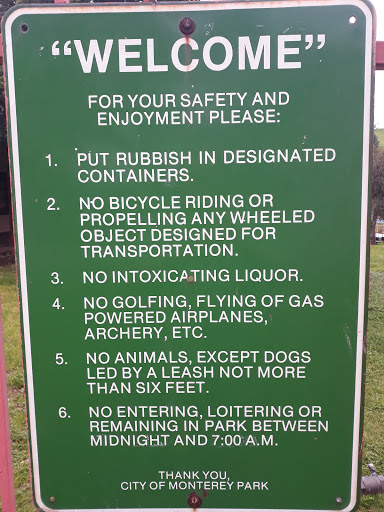 "WELCOME"
FOR YOUR SAFETY AND
ENJOYMENT PLEASE:
1. PUT RUBBISH IN DESIGNATED
CONTAINERS.
2. NO BICYCLE RIDING OR
PROPELLING ANY WHEELED
OBJECT DESIGNED FOR
TRANSPORTATION.
3. NO INTOXICATING LIQUOR.
4. NO GOLFING, FLYING OF GAS
POWERED AIRPLANES,
ARCHERY, ETC.
5. NO ANIMALS, EXCEPT DOGS
LED BY A LEASH NOT MORE
THAN SIX FEET.
6. NO ENTERING, LOITERING OR
REMAINING IN PARK BETWEEN
MIDNIGHT AND 7:00 A.M.
THANK YOU,
CITY OF MONTEREY PARK